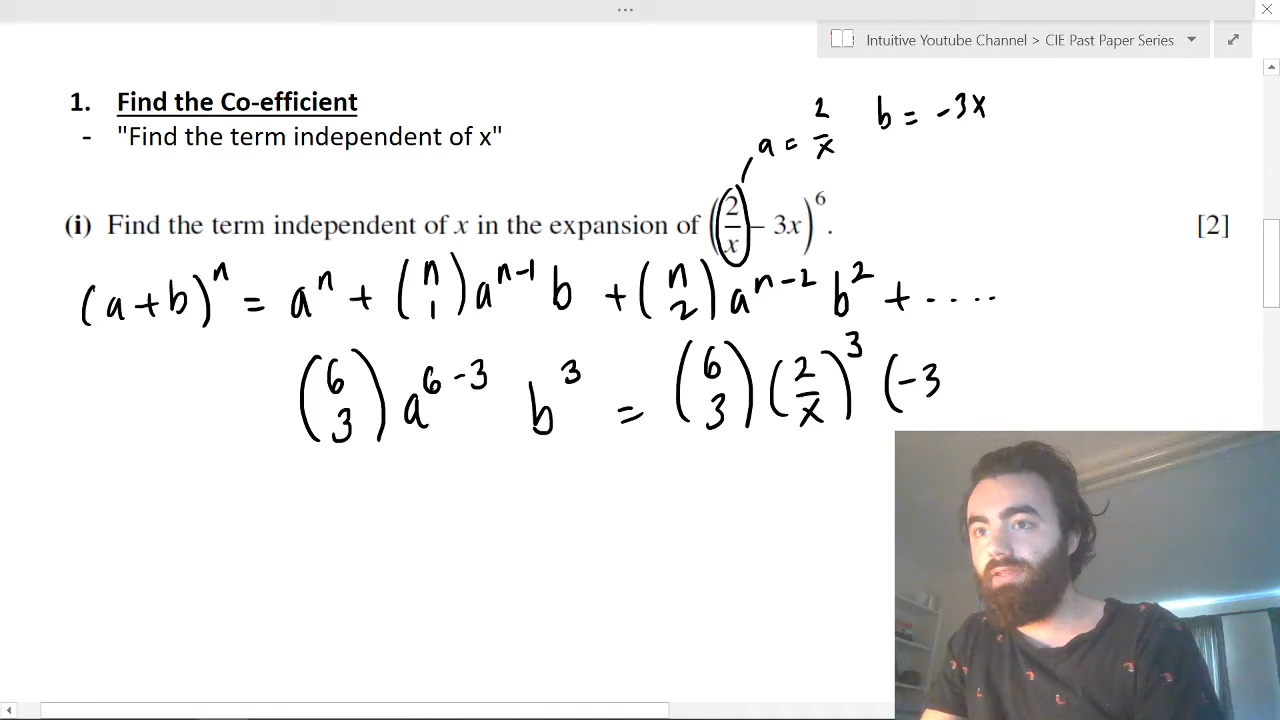 Intuitive Youtube Channel > CIE Past Paper Series
1. Find the Co-efficient
- "Find the term independent of x"
a = 2/x b = -3x
(i) Find the term independent of x in the expansion of (2/x - 3x)^6. [2]
(a+b)^n = a^n + (n 1) a^{n-1} b + (n 2) a^{n-2} b^2 + ....
(6 3) a^{6-3} b^3 = (6 3) (2/x)^3 (-3